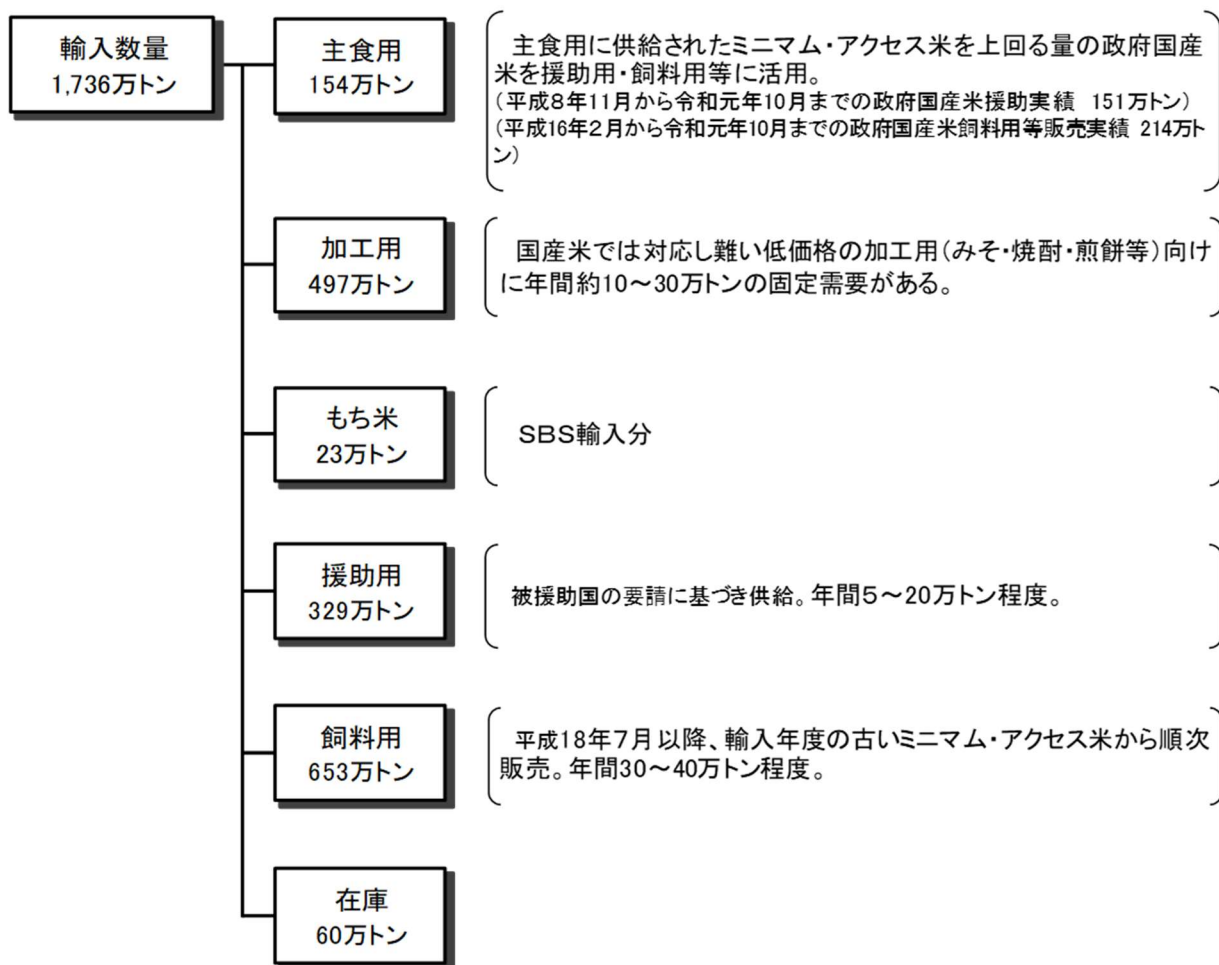 輸入数量
1,736万トン
主食用
154万トン
主食用に供給されたミニマム・アクセス米を上回る量の政府国産
米を援助用・飼料用等に活用。
(平成8年11月から令和元年10月までの政府国産米援助実績 151万トン)
(平成16年2月から令和元年10月までの政府国産米飼料用等販売実績 214万ト
ン)
加工用
497万トン
国産米では対応し難い低価格の加工用(みそ・焼酎・煎餅等)向け
に年間約10～30万トンの固定需要がある。
もち米
23万トン
SBS輸入分
援助用
329万トン
被援助国の要請に基づき供給。年間5～20万トン程度。
飼料用
653万トン
平成18年7月以降、輸入年度の古いミニマム・アクセス米から順次
販売。年間30～40万トン程度。
在庫
60万トン